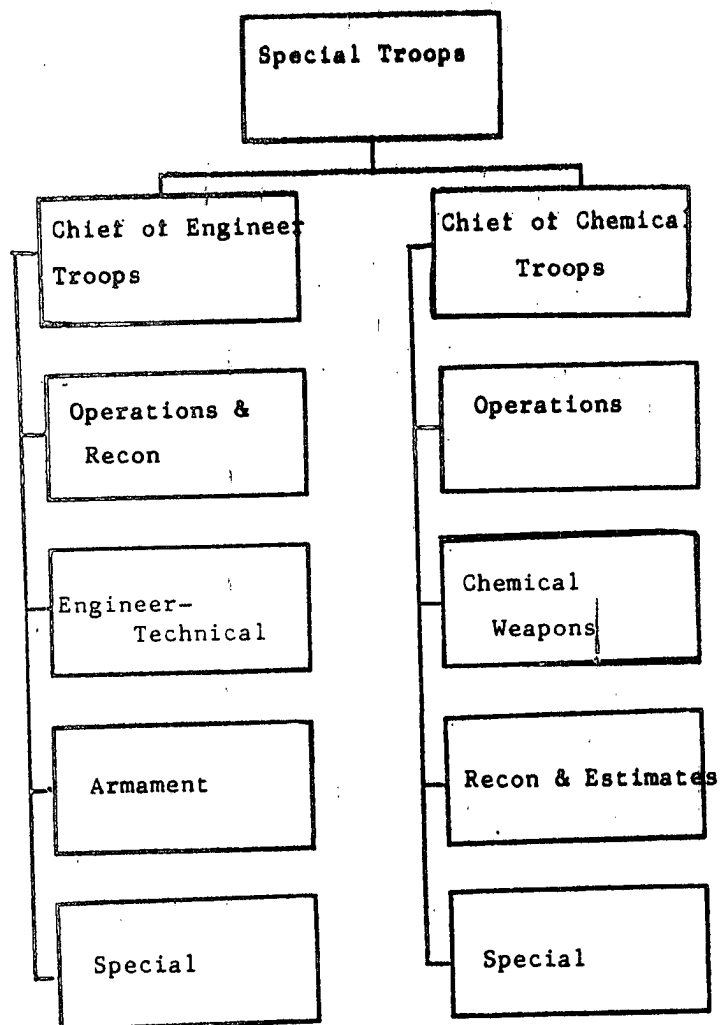 Special Troops
Chief of Engineer
Troops
Operations &
Recon
Engineer-
Technical
Armament
Special
Chief of Chemical
Troops
Operations
Chemical
Weapons
Recon & Estimates
Special